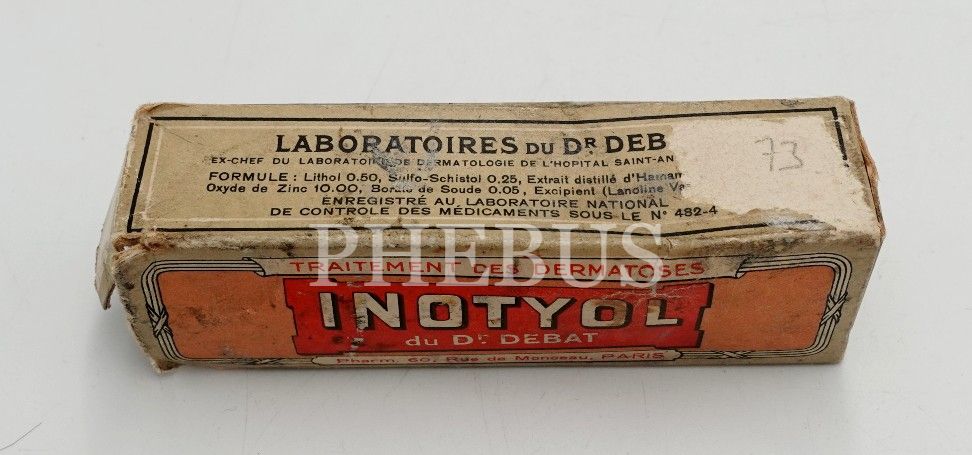 LABORATOIRES DU DR DEB
EX-CHEF DU LABORATOIRE DE DERMATOLOGIE DE L'HOPITAL SAINT-AN
FORMULE : Lithol 0.50, Sulfo-Schistol 0.25, Extrait distillé d'Hamam
Oxyde de Zinc 10.00, Borate de Soude 0.05, Excipient (Lanoline Va
ENREGISTRÉ AU LABORATOIRE NATIONAL
DE CONTROLE DES MÉDICAMENTS SOUS LE N° 482-4
73
PHEBUS
TRAITEMENT DES DERMATOSES
INOTYOL
du Dr DEBAT
Pharm. 60, Rue de Monceau, PARIS